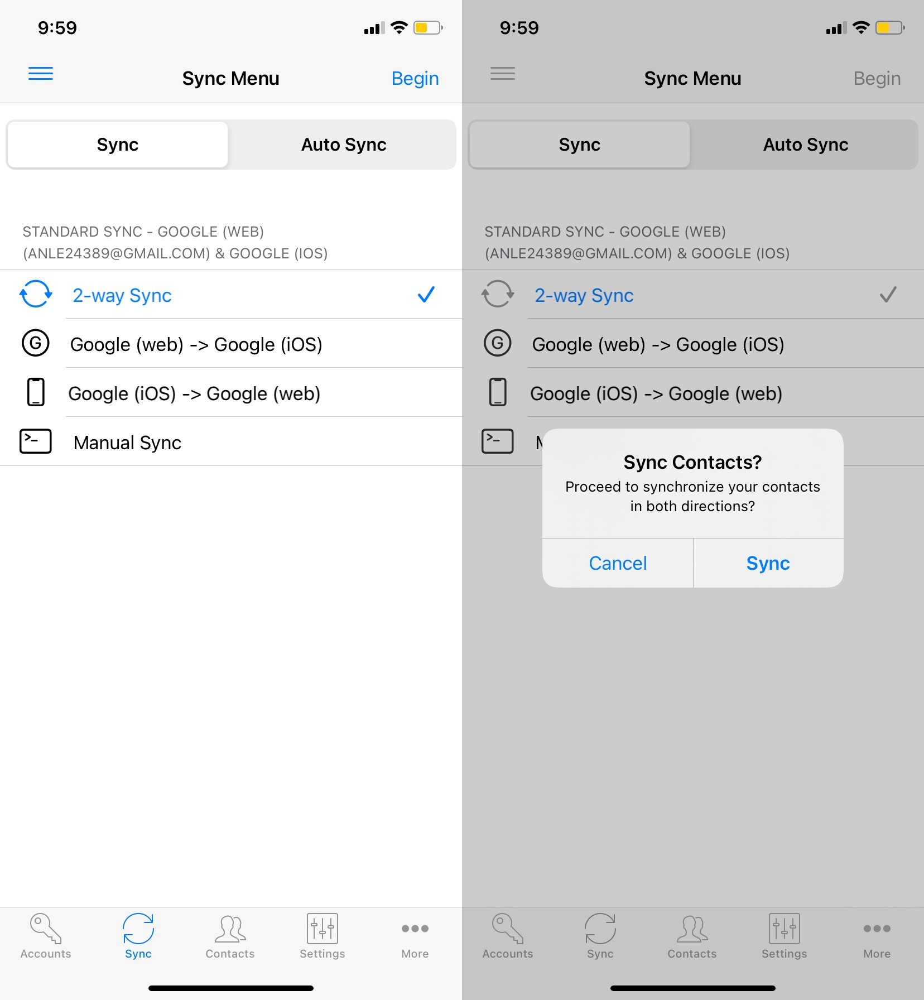 9:59
Sync Menu
Begin
Sync
Auto Sync
STANDARD SYNC - GOOGLE (WEB)
(ANLE24389@GMAIL.COM) & GOOGLE (IOS)
2-way Sync
G
Google (web) -> Google (iOS)
Google (iOS) -> Google (web)
>_
Manual Sync
Accounts
Sync
Contacts
Settings
More
9:59
Sync Menu
Begin
Sync
Auto Sync
STANDARD SYNC - GOOGLE (WEB)
(ANLE24389@GMAIL.COM) & GOOGLE (IOS)
2-way Sync
G
Google (web) -> Google (iOS)
Google (iOS) -> Google (web)
>_
Sync Contacts?
Proceed to synchronize your contacts
in both directions?
Cancel
Sync
Accounts
Sync
Contacts
Settings
More